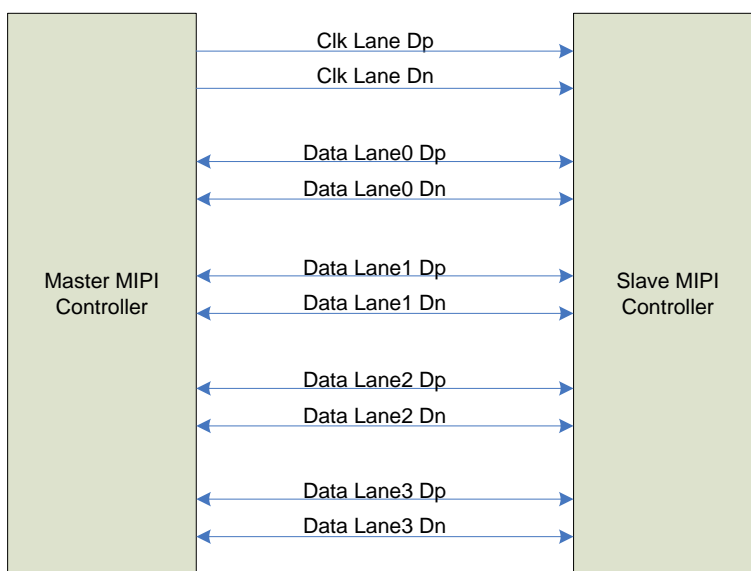 Clk Lane Dp
Clk Lane Dn
Data Lane0 Dp
Data Lane0 Dn
Master MIPI
Controller
Data Lane1 Dp
Data Lane1 Dn
Slave MIPI
Controller
Data Lane2 Dp
Data Lane2 Dn
Data Lane3 Dp
Data Lane3 Dn